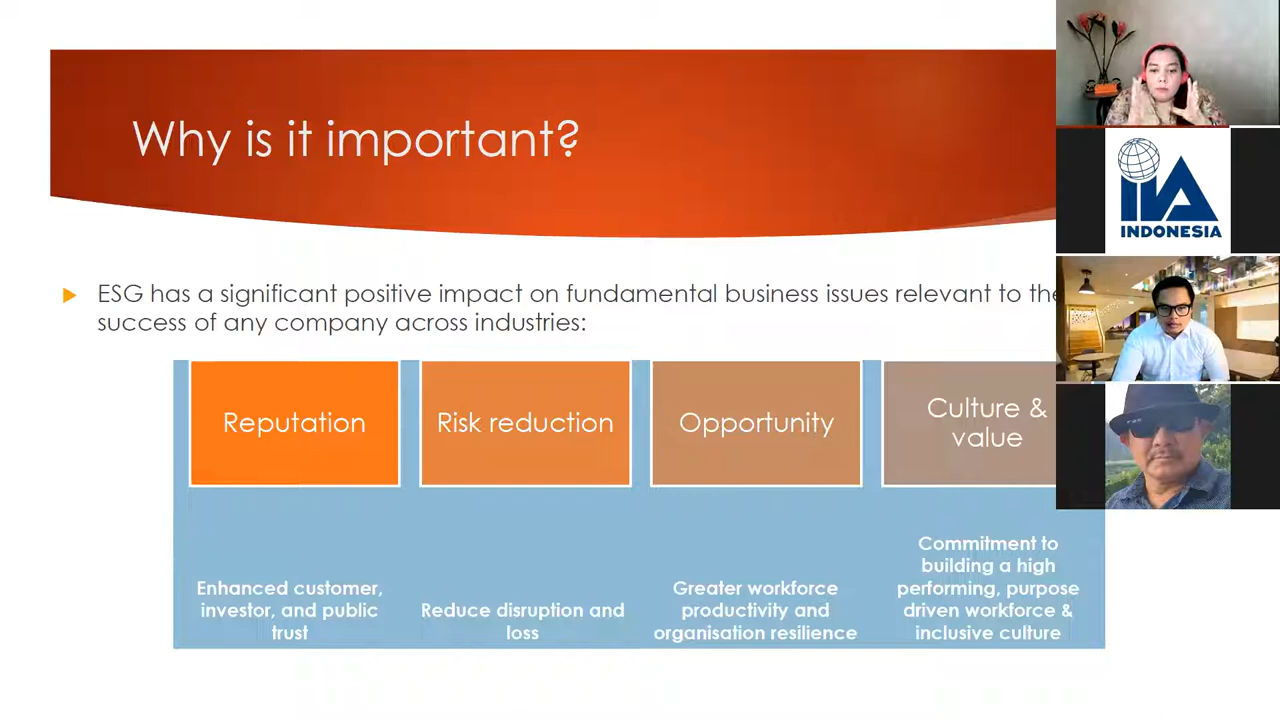 Why is it important?
ESG has a significant positive impact on fundamental business issues relevant to the
success of any company across industries:
Reputation
Risk reduction
Opportunity
Culture &
value
Enhanced customer,
investor, and public
trust
Reduce disruption and
loss
Greater workforce
productivity and
organisation resilience
Commitment to
building a high
performing, purpose
driven workforce &
inclusive culture
IIA
INDONESIA